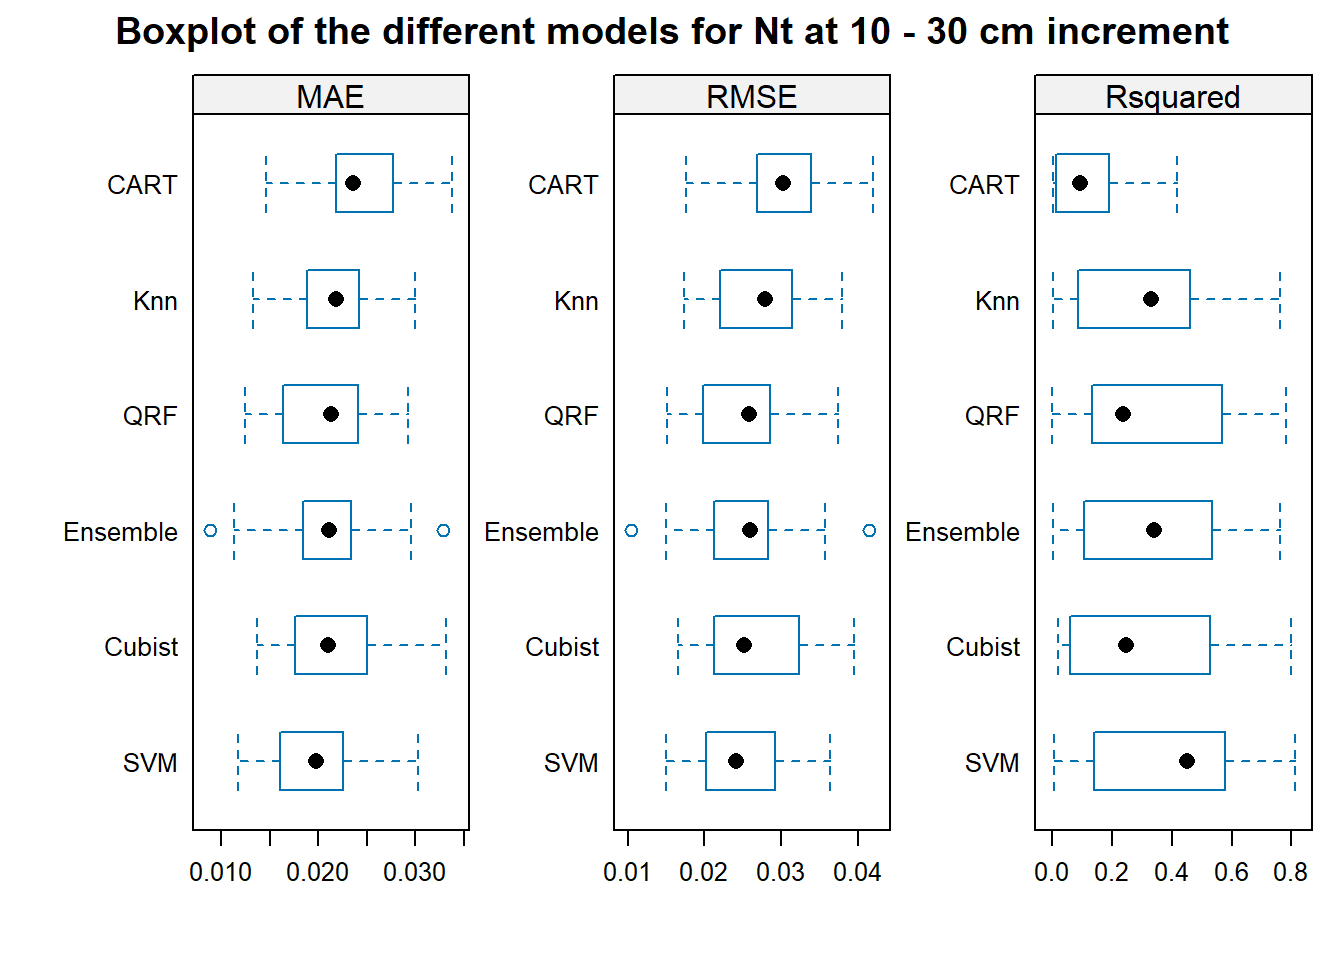 Boxplot of the different models for Nt at 10 - 30 cm increment
MAE
CART
Knn
QRF
Ensemble
Cubist
SVM
0.010 0.020 0.030
RMSE
CART
Knn
QRF
Ensemble
Cubist
SVM
0.01 0.02 0.03 0.04
Rsquared
CART
Knn
QRF
Ensemble
Cubist
SVM
0.0 0.2 0.4 0.6 0.8